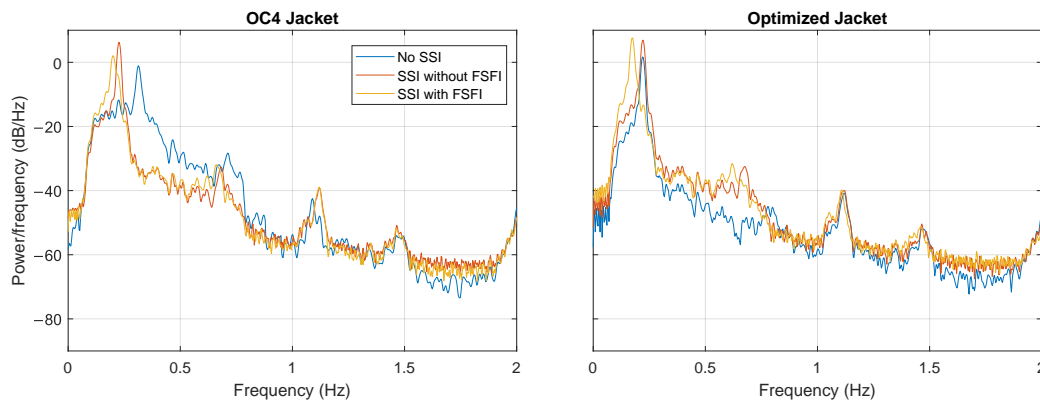 OC4 Jacket
No SSI
SSI without FSFI
SSI with FSFI
0
−20
−40
−60
−80
Power/frequency (dB/Hz)
0
0.5
1
1.5
2
Frequency (Hz)
Optimized Jacket
0
0.5
1
1.5
2
Frequency (Hz)